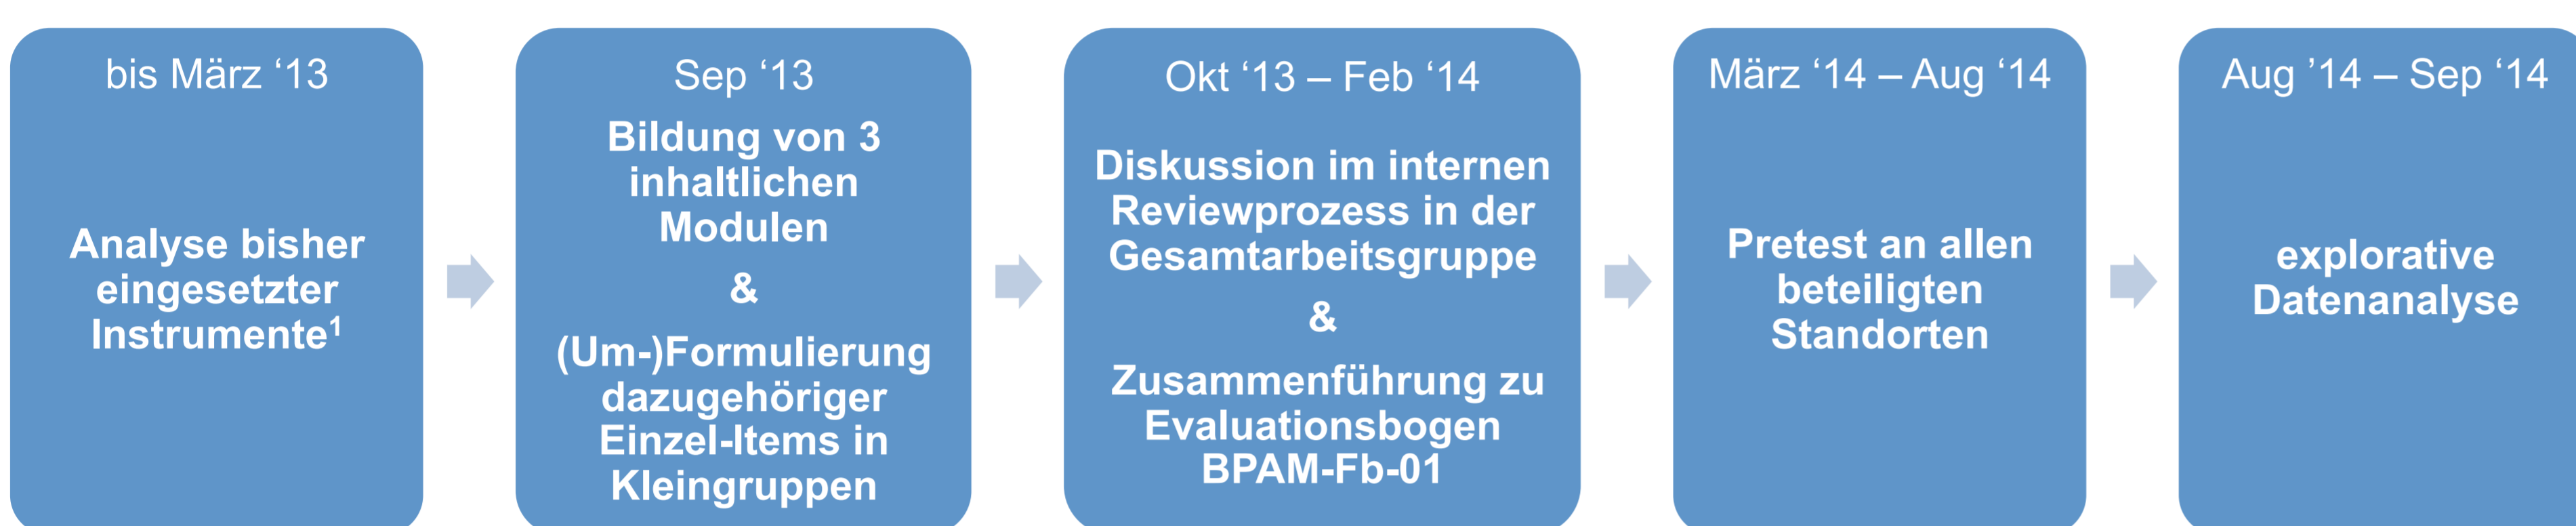 bis März ‘13
Analyse bisher
eingesetzter
Instrumente¹
Sep ‘13
Bildung von 3
inhaltlichen
Modulen
&
(Um-)Formulierung
dazugehöriger
Einzel-Items in
Kleingruppen
Okt ‘13 – Feb ‘14
Diskussion im internen
Reviewprozess in der
Gesamtarbeitsgruppe
&
Zusammenführung zu
Evaluationsbogen
BPAM-Fb-01
März ‘14 – Aug ‘14
Pretest an allen
beteiligten
Standorten
Aug ’14 – Sep ‘14
explorative
Datenanalyse